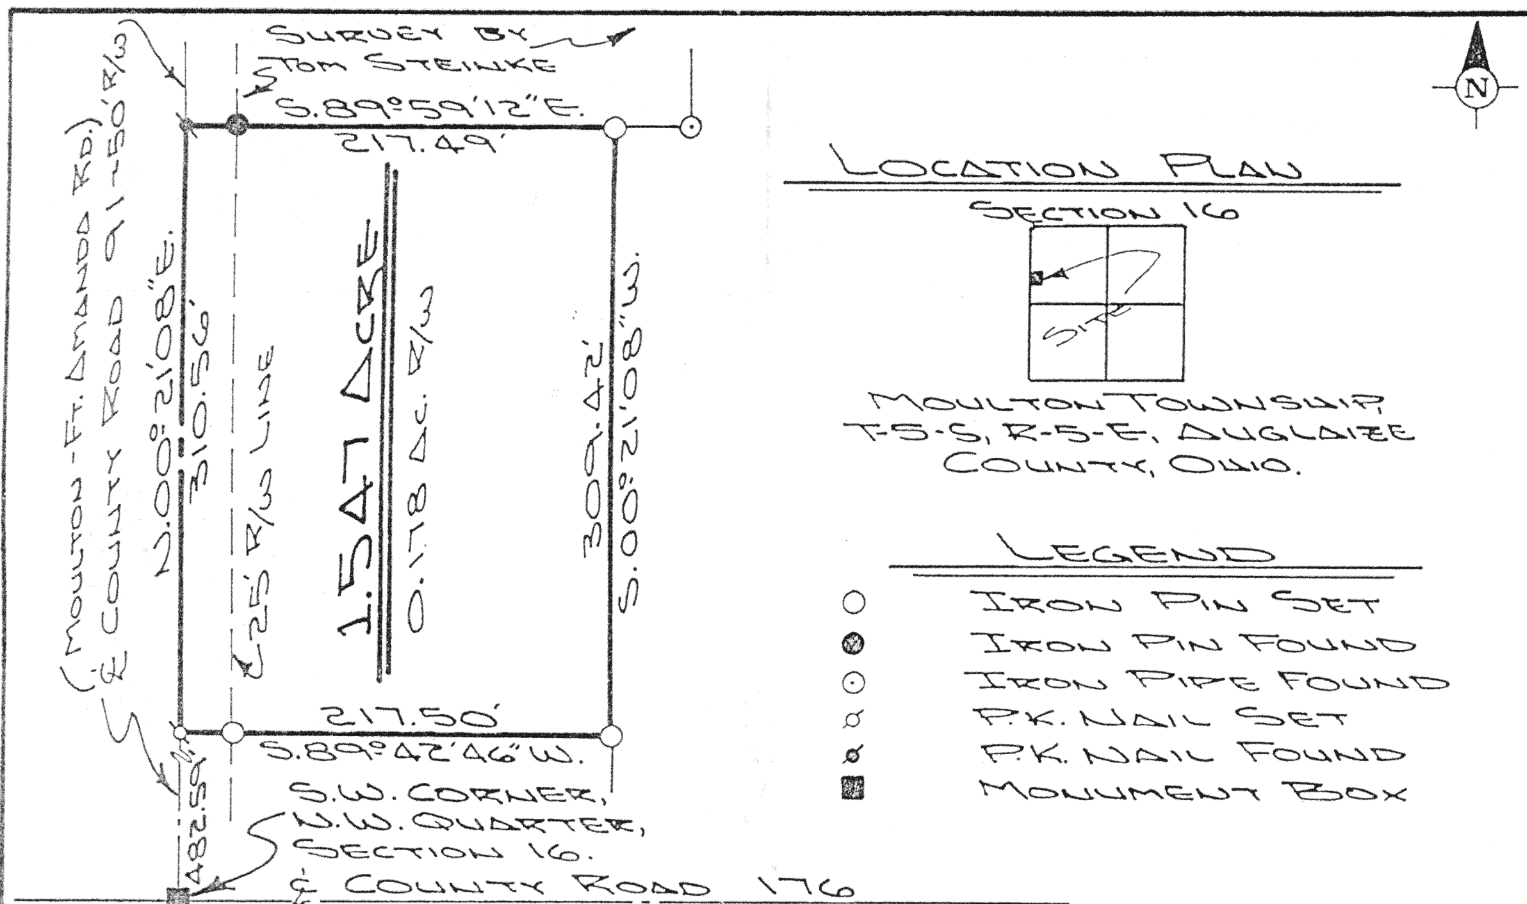 SURVEY BY
TOM STEINKE
S.89°59'12"E.
217.49'
(MOULTON-FT. AMANDA RD.)
℄ COUNTY ROAD 91~50' R/W
N.00°21'08"E.
310.56'
25' R/W LINE
1.547 ACRE
0.178 AC. R/W
309.42'
S.00°21'08"W.
217.50'
S.89°42'46"W.
482.59'
S.W. CORNER,
N.W. QUARTER,
SECTION 16.
℄ COUNTY ROAD 176
N
LOCATION PLAN
SECTION 16
SITE
MOULTON TOWNSHIP,
T-5-S, R-5-E, AUGLAIZE
COUNTY, OHIO.
LEGEND
IRON PIN SET
IRON PIN FOUND
IRON PIPE FOUND
P.K. NAIL SET
P.K. NAIL FOUND
MONUMENT BOX